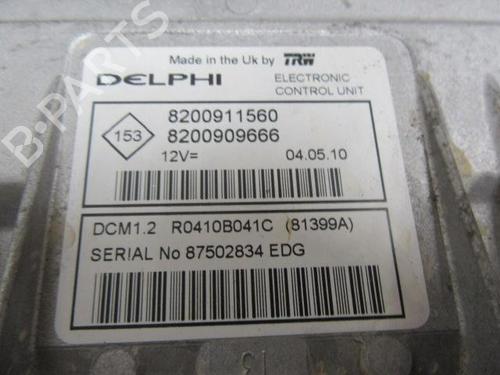 Made in the Uk by TRW
DELPHI ELECTRONIC
CONTROL UNIT
153
8200911560
8200909666
12V= 04.05.10
DCM1.2 R0410B041C (81399A)
SERIAL No 87502834 EDG
B-PARTS